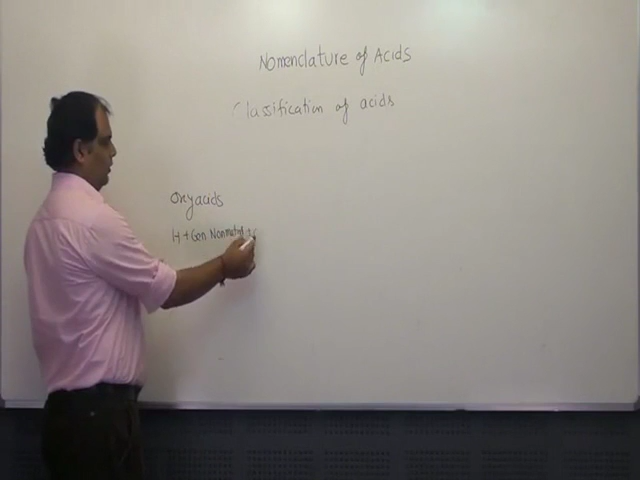 Nomenclature of Acids
Classification of acids
Oxyacids
H + Gen Nonmetal +